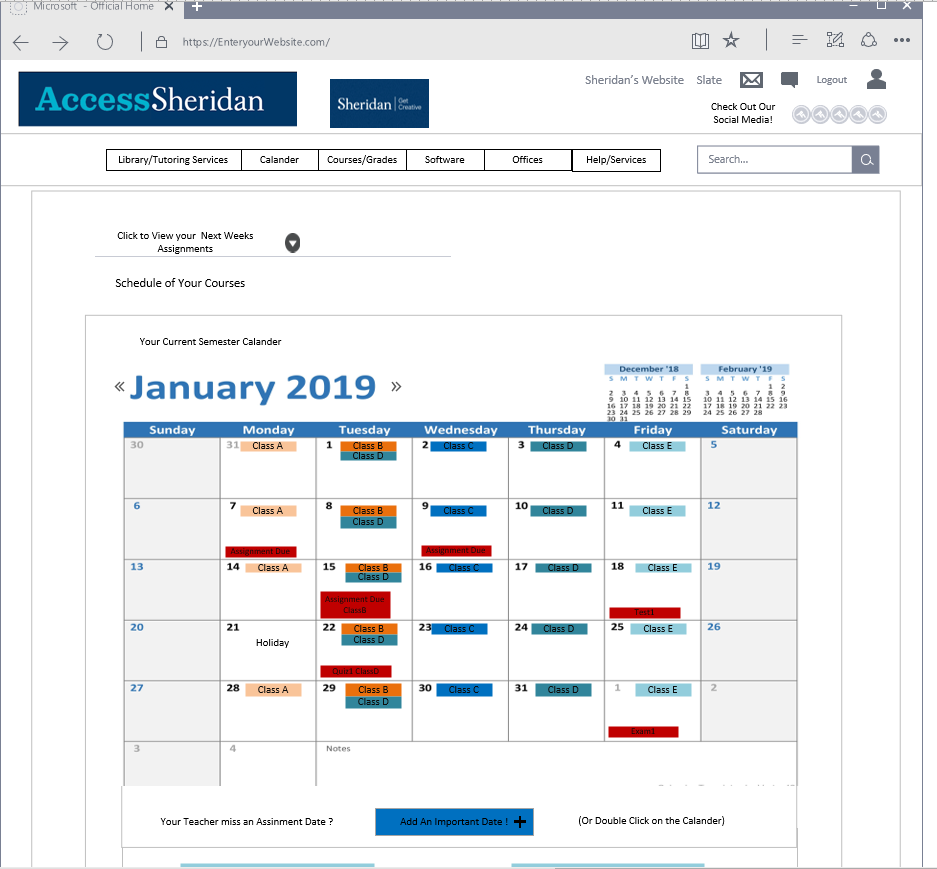 Microsoft - Official Home
https://EnteryourWebsite.com/
AccessSheridan
Sheridan | Get Creative
Sheridan's Website Slate Logout
Check Out Our
Social Media!
Library/Tutoring Services Calander Courses/Grades Software Offices Help/Services
Search...
Click to View your Next Weeks
Assignments
Schedule of Your Courses
Your Current Semester Calander
« January 2019 »
December '18
S M T W T F S
1
2 3 4 5 6 7 8
9 10 11 12 13 14 15
16 17 18 19 20 21 22
23 24 25 26 27 28 29
30 31
February '19
S M T W T F S
1 2
3 4 5 6 7 8 9
10 11 12 13 14 15 16
17 18 19 20 21 22 23
24 25 26 27 28
Sunday Monday Tuesday Wednesday Thursday Friday Saturday
30 31 Class A 1 Class B 2 Class C 3 Class D 4 Class E 5
Class D
6 7 Class A 8 Class B 9 Class C 10 Class D 11 Class E 12
Class D
Assignment Due Assignment Due
13 14 Class A 15 Class B 16 Class C 17 Class D 18 Class E 19
Class D
Assignment Due
ClassB
Test1
20 21 22 Class B 23 Class C 24 Class D 25 Class E 26
Class D
Holiday
ClassD
27 28 Class A 29 Class B 30 Class C 31 Class D 1 Class E 2
Class D
3 4 Notes
Your Teacher miss an Assinment Date ? Add An Important Date ! (Or Double Click on the Calander)